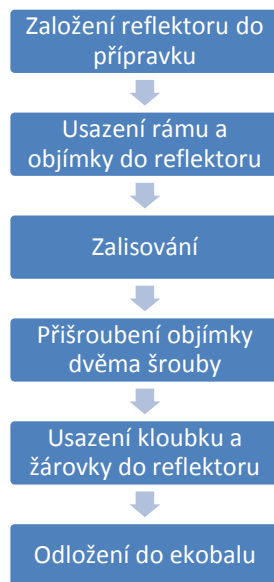 Založení reflektoru do
přípravku
Usazení rámu a
objímky do reflektoru
Zalisování
Přišroubení objímky
dvěma šrouby
Usazení kloubku a
žárovky do reflektoru
Odložení do ekobalu